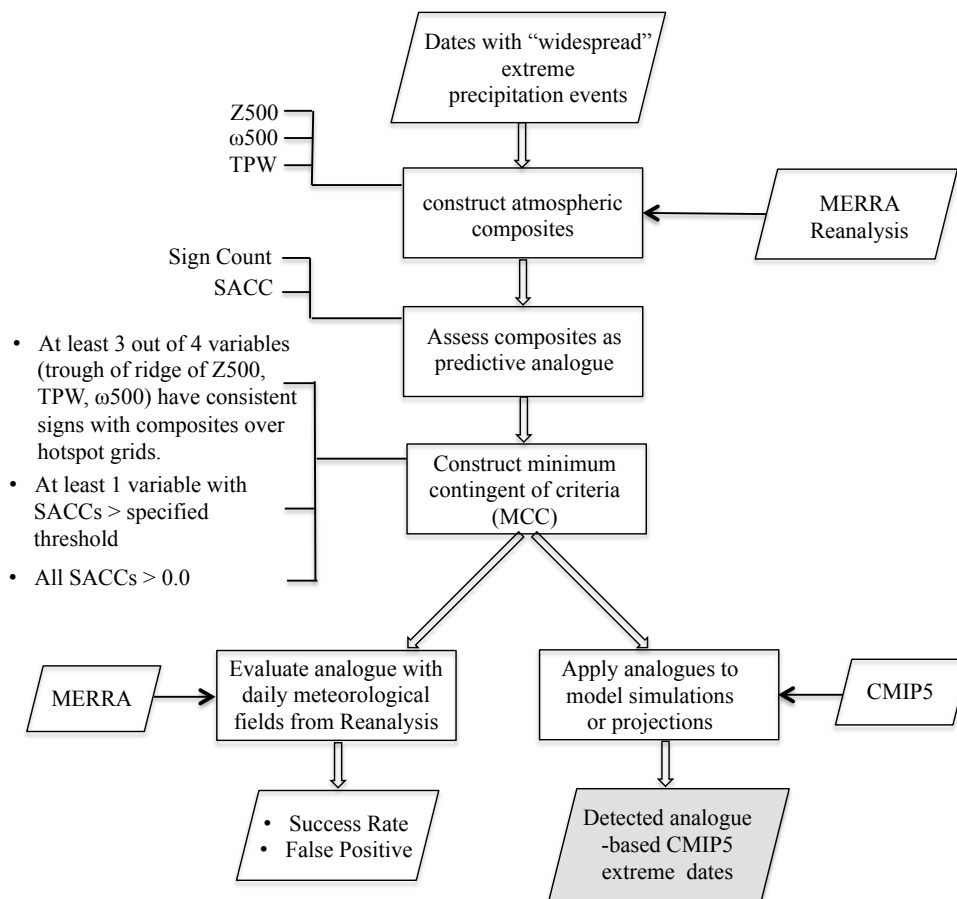 Dates with “widespread”
extreme
precipitation events
Z500
ω500
TPW
construct atmospheric
composites
MERRA
Reanalysis
Sign Count
SACC
Assess composites as
predictive analogue
• At least 3 out of 4 variables
(trough of ridge of Z500,
TPW, ω500) have consistent
signs with composites over
hotspot grids.
• At least 1 variable with
SACCs > specified
threshold
• All SACCs > 0.0
Construct minimum
contingent of criteria
(MCC)
MERRA
Evaluate analogue with
daily meteorological
fields from Reanalysis
Apply analogues to
model simulations
or projections
CMIP5
• Success Rate
• False Positive
Detected analogue
-based CMIP5
extreme dates